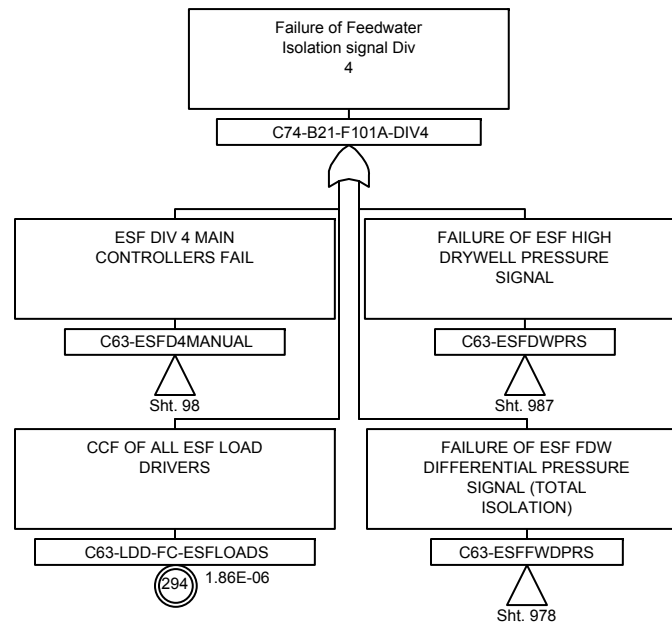 Failure of Feedwater
Isolation signal Div
4
C74-B21-F101A-DIV4
ESF DIV 4 MAIN
CONTROLLERS FAIL
C63-ESFD4MANUAL
Sht. 98
FAILURE OF ESF HIGH
DRYWELL PRESSURE
SIGNAL
C63-ESFDWPRS
Sht. 987
CCF OF ALL ESF LOAD
DRIVERS
C63-LDD-FC-ESFLOADS
294
1.86E-06
FAILURE OF ESF FDW
DIFFERENTIAL PRESSURE
SIGNAL (TOTAL
ISOLATION)
C63-ESFFWDPRS
Sht. 978